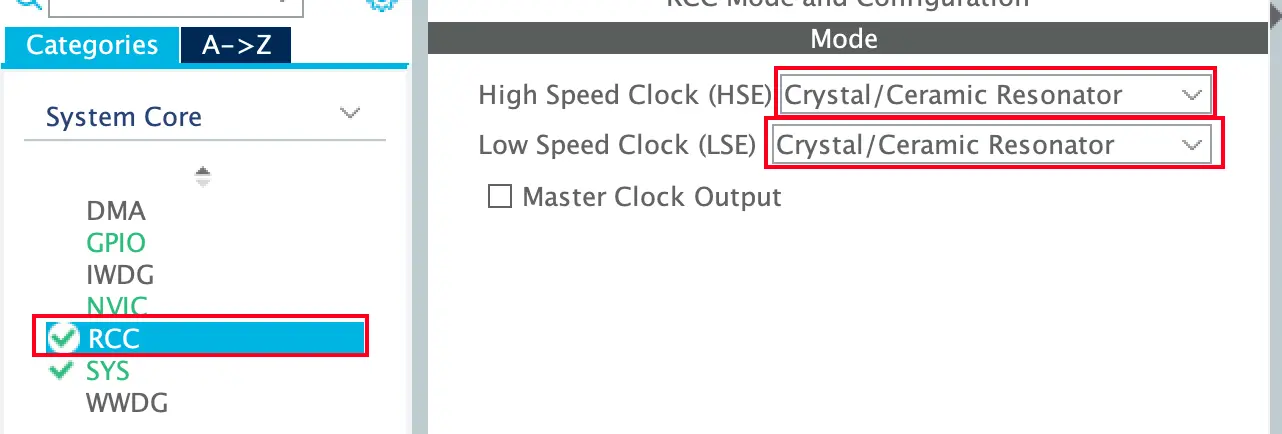 Categories
A->Z
System Core
DMA
GPIO
IWDG
NVIC
RCC
SYS
WWDG
RCC Mode and Configuration
Mode
High Speed Clock (HSE) Crystal/Ceramic Resonator
Low Speed Clock (LSE) Crystal/Ceramic Resonator
Master Clock Output